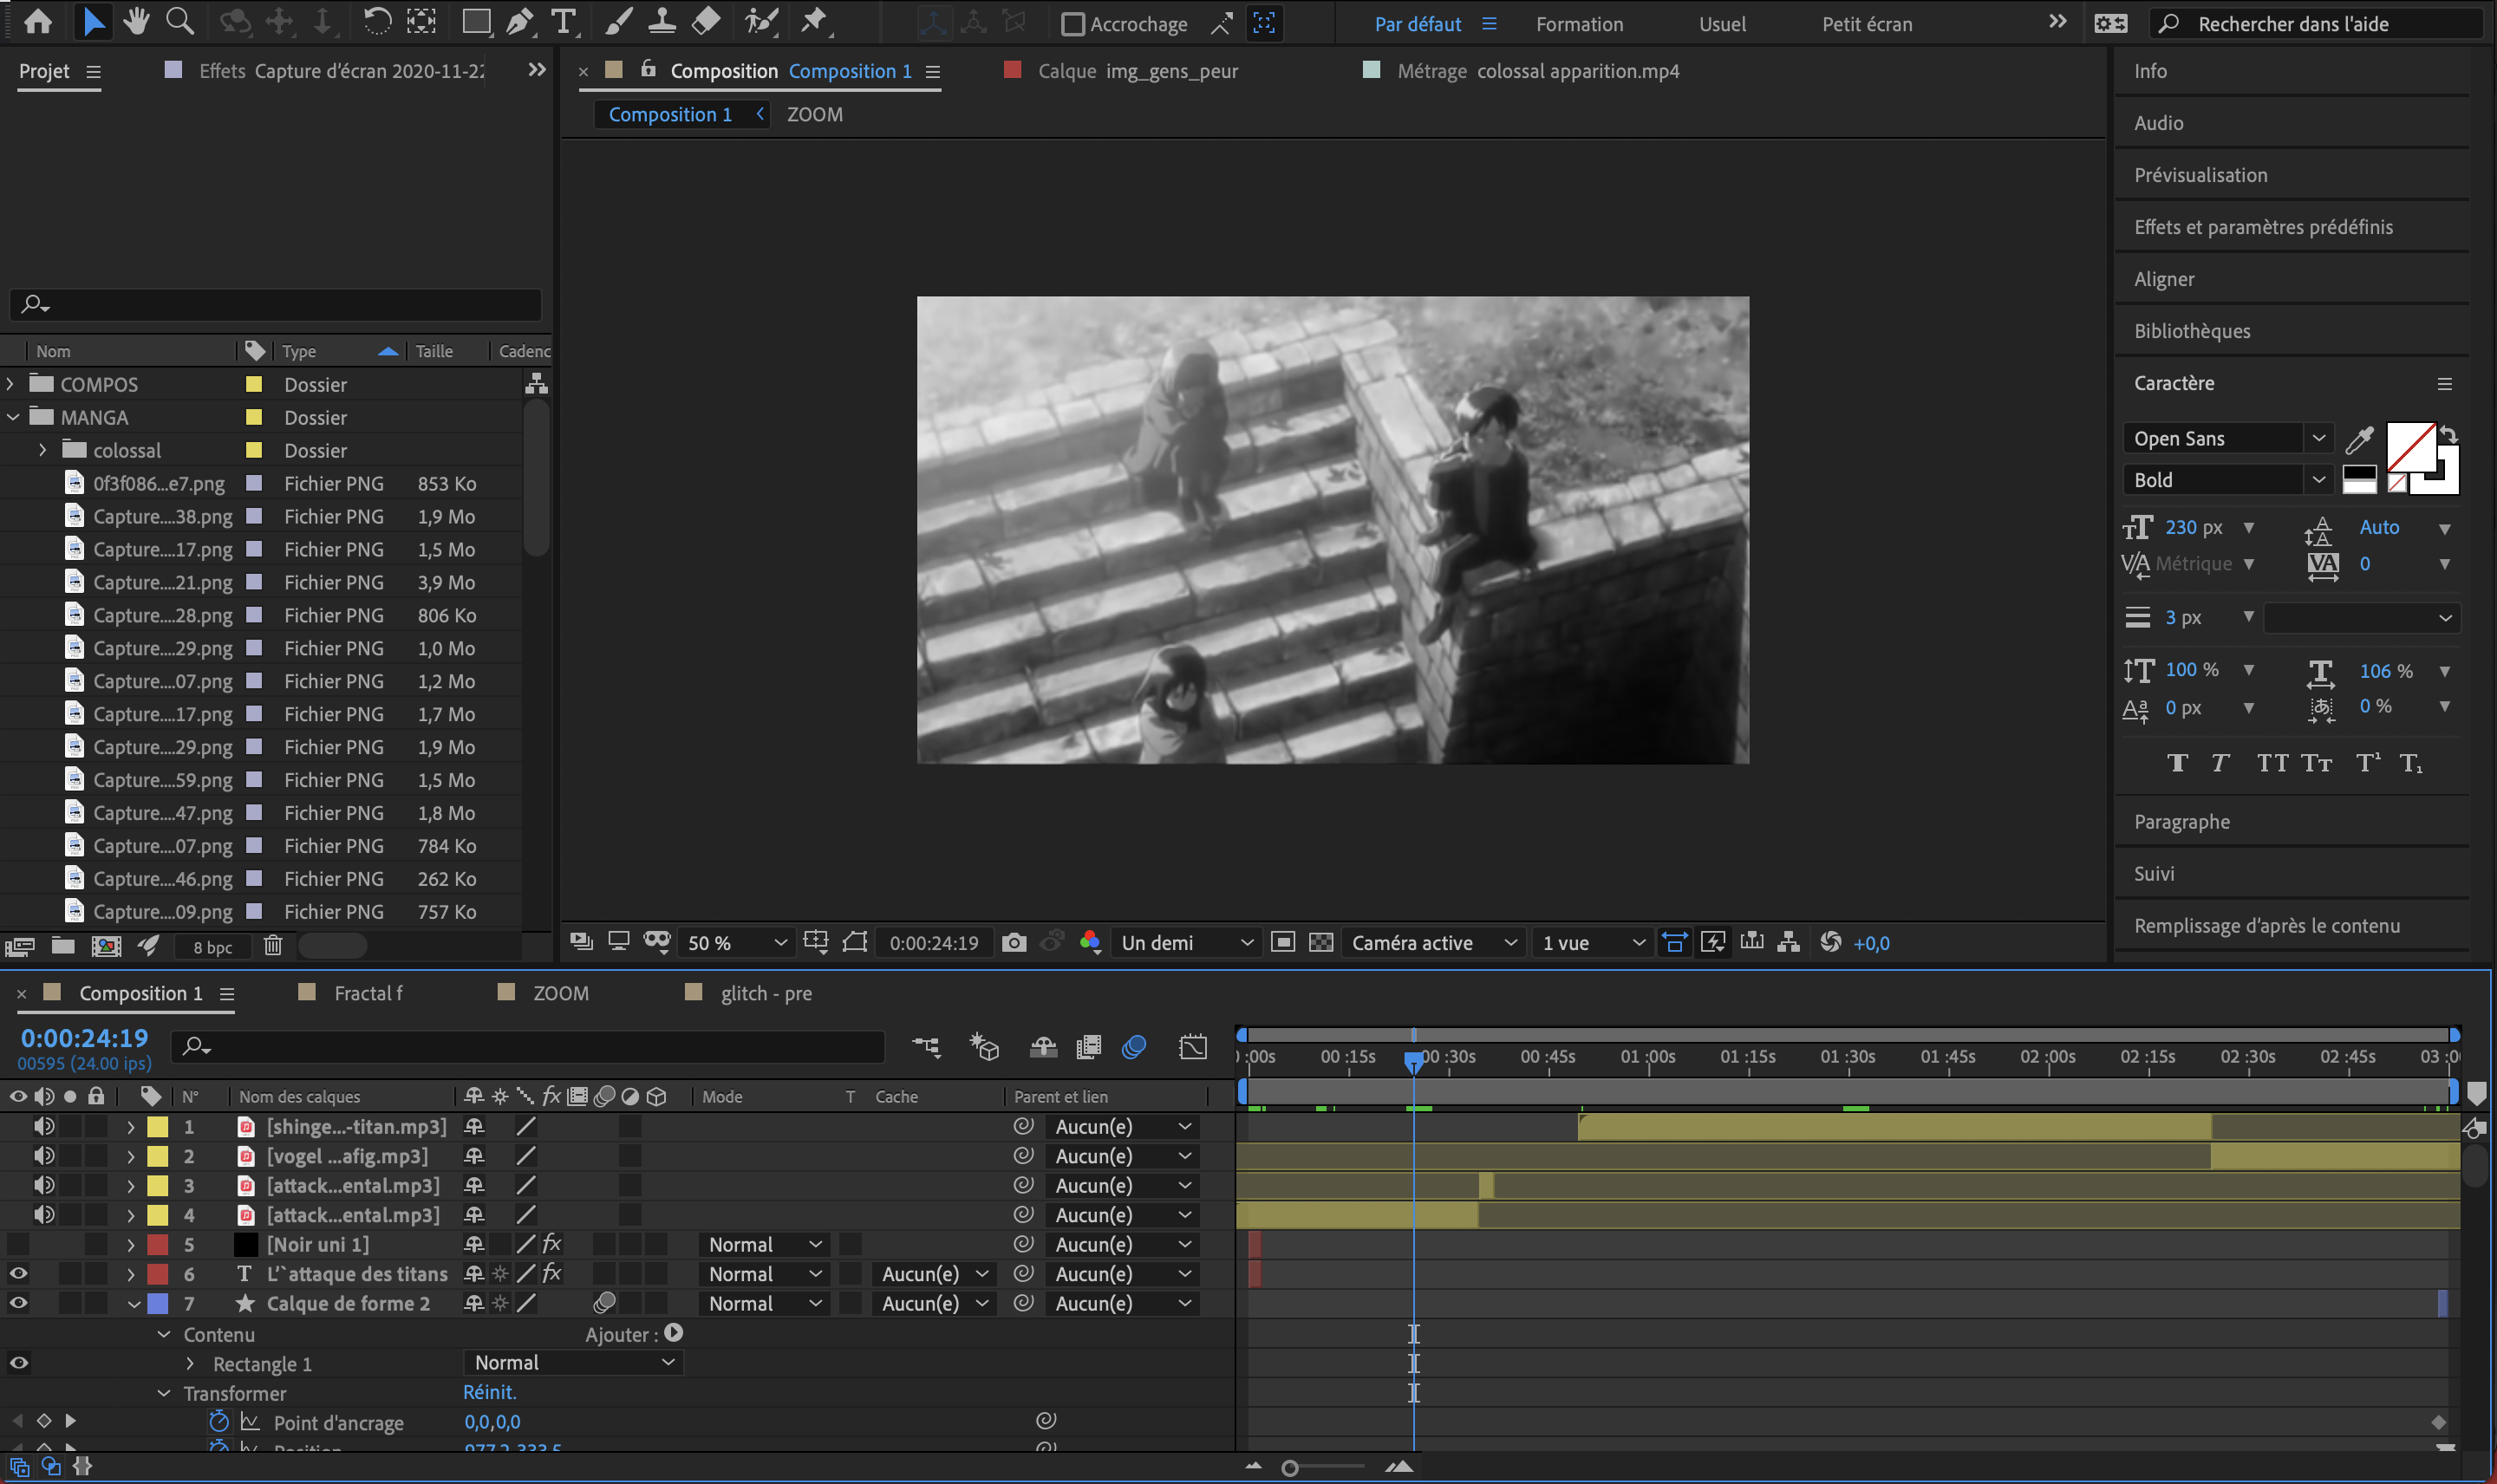 Accrochage
Par défaut
Formation
Usuel
Petit écran
Rechercher dans l'aide
Projet
Effets Capture d'écran 2020-11-22
Composition Composition 1
Calque img_gens_peur
Métrage colossal apparition.mp4
Composition 1
ZOOM
Info
Audio
Prévisualisation
Effets et paramètres prédéfinis
Aligner
Bibliothèques
Nom Type Taille Cadenc
COMPOS Dossier
MANGA Dossier
colossal Dossier
0f3f086...e7.png Fichier PNG 853 Ko
Capture....38.png Fichier PNG 1,9 Mo
Capture....17.png Fichier PNG 1,5 Mo
Capture....21.png Fichier PNG 3,9 Mo
Capture....28.png Fichier PNG 806 Ko
Capture....29.png Fichier PNG 1,0 Mo
Capture....07.png Fichier PNG 1,2 Mo
Capture....17.png Fichier PNG 1,7 Mo
Capture....29.png Fichier PNG 1,9 Mo
Capture....59.png Fichier PNG 1,5 Mo
Capture....47.png Fichier PNG 1,8 Mo
Capture....07.png Fichier PNG 784 Ko
Capture....46.png Fichier PNG 262 Ko
Capture....09.png Fichier PNG 757 Ko
8 bpc
Caractère
Open Sans
Bold
230 px Auto
Métrique 0
3 px
100 % 106 %
0 px 0 %
Paragraphe
Suivi
Remplissage d'après le contenu
50 % 0:00:24:19 Un demi Caméra active 1 vue +0,0
Composition 1 Fractal f ZOOM glitch - pre
0:00:24:19
00595 (24.00 ips)
):00s 00:15s 00:30s 00:45s 01:00s 01:15s 01:30s 01:45s 02:00s 02:15s 02:30s 02:45s 03:0
N° Nom des calques Mode T Cache Parent et lien
1 [shinge...-titan.mp3] Aucun(e)
2 [vogel ...afig.mp3] Aucun(e)
3 [attack...ental.mp3] Aucun(e)
4 [attack...ental.mp3] Aucun(e)
5 [Noir uni 1] Normal Aucun(e)
6 L'`attaque des titans Normal Aucun(e) Aucun(e)
7 Calque de forme 2 Normal Aucun(e) Aucun(e)
Contenu Ajouter :
Rectangle 1 Normal
Transformer Réinit.
Point d'ancrage 0,0,0,0
Position 977,2,333,5